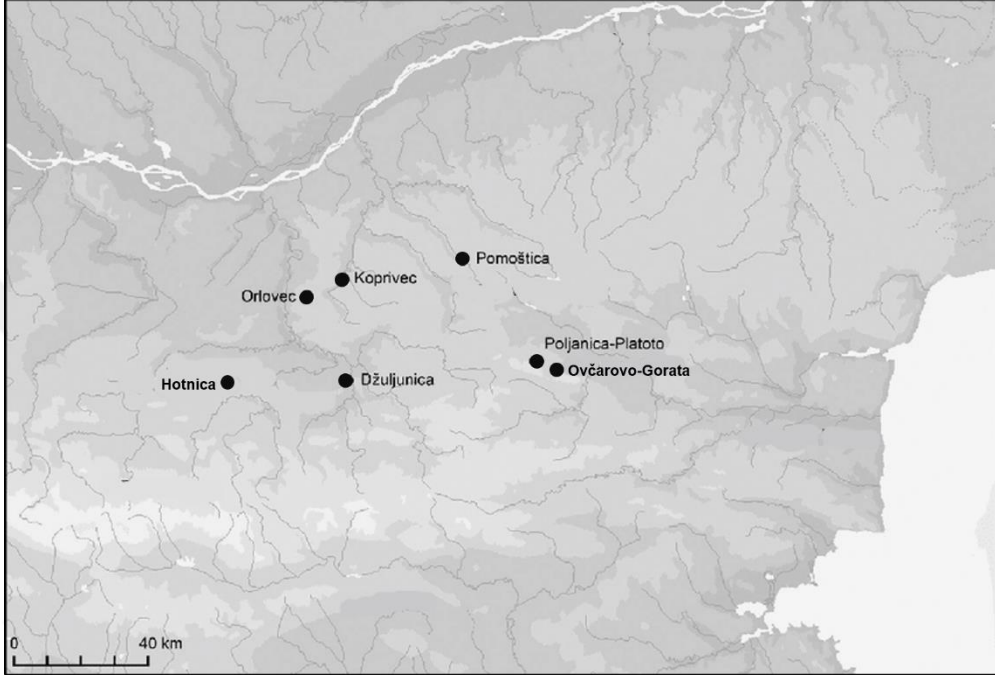 Pomoštica
Koprivec
Orlovec
Poljanica-Platoto
Ovčarovo-Gorata
Hotnica
Džuljunica
0 40 km